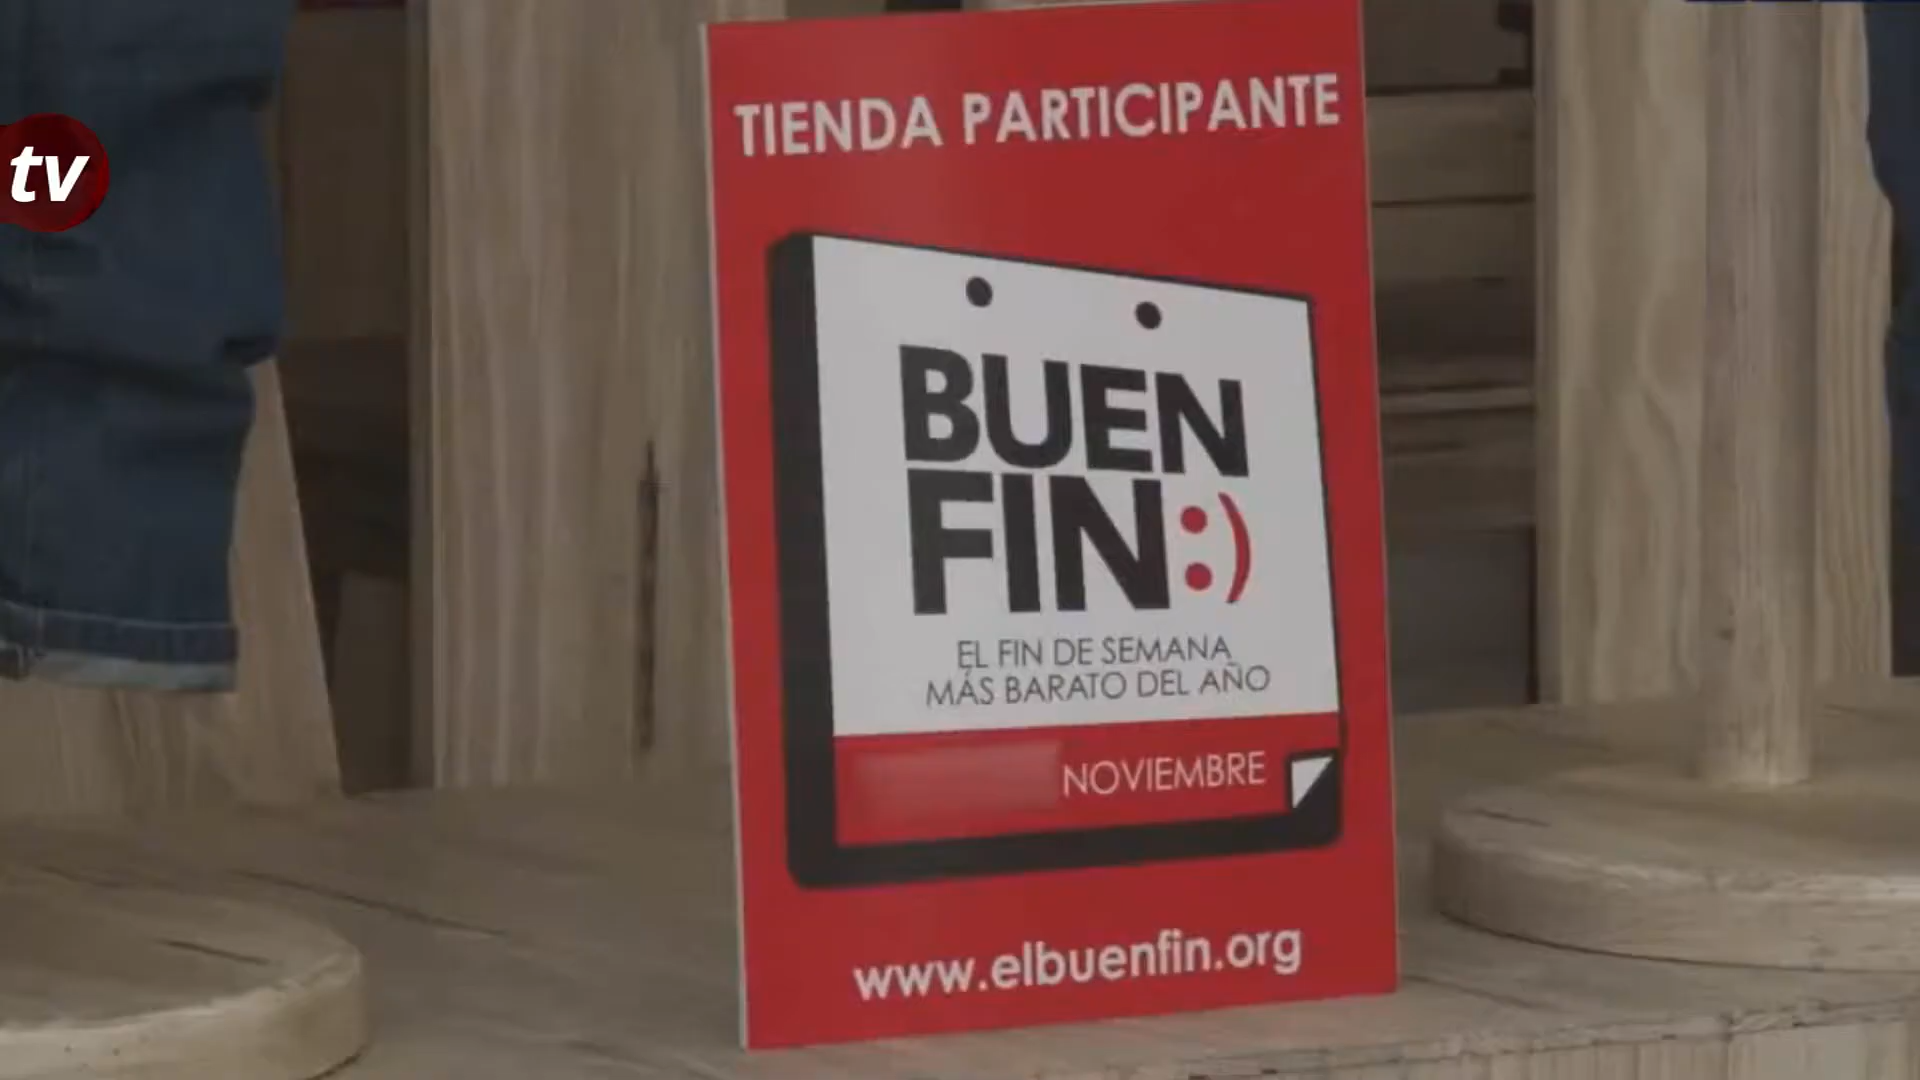 tv
TIENDA PARTICIPANTE
BUEN
FIN:)
EL FIN DE SEMANA
MÁS BARATO DEL AÑO
NOVIEMBRE
www.elbuenfin.org